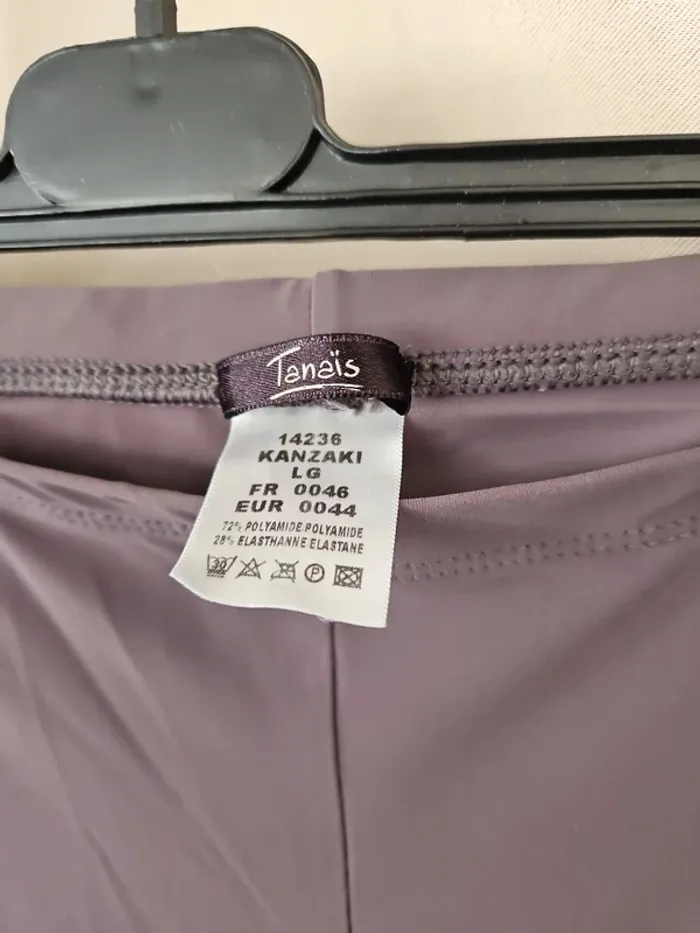 Tanaïs
14236
KANZAKI
LG
FR 0046
EUR 0044
72% POLYAMIDE/POLYAMIDE
28% ELASTHANNE ELASTANE
30 P